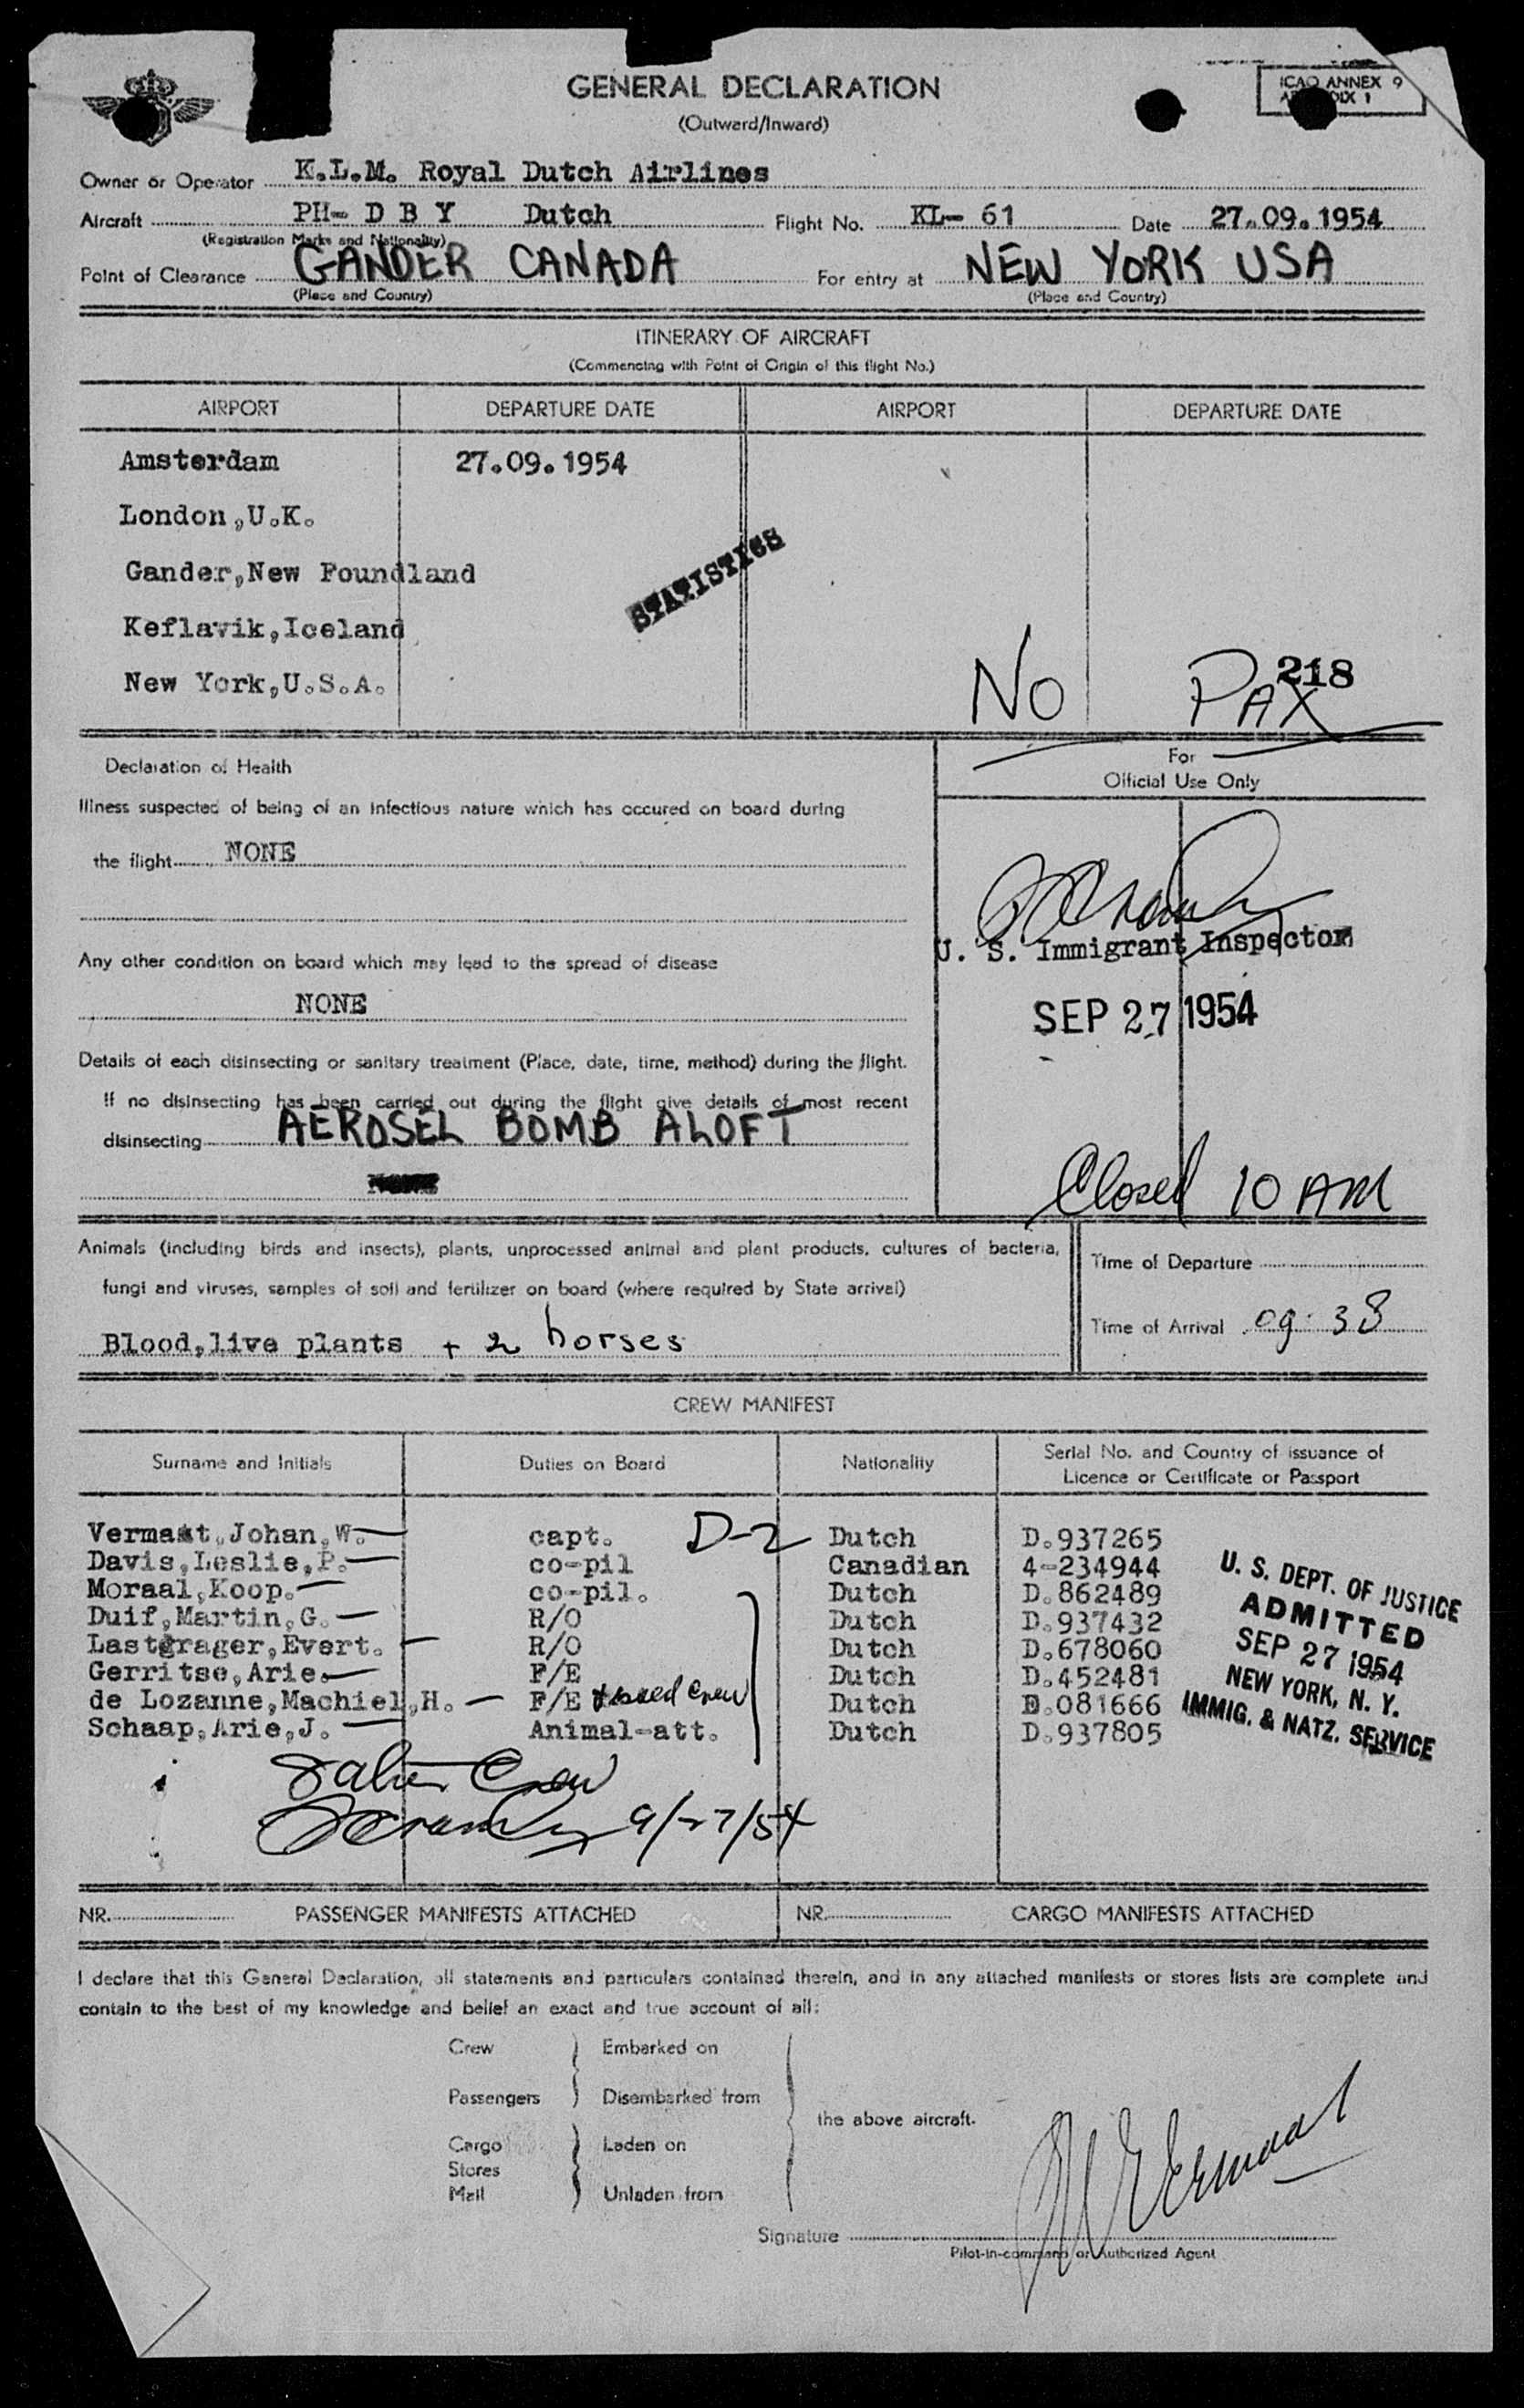 GENERAL DECLARATION
(Outward/Inward)
ICAO ANNEX 9
Owner or Operator K.L.M. Royal Dutch Airlines
Aircraft PH- D B Y Dutch Flight No. KL- 61 Date 27.09.1954
(Registration Marks and Nationality)
Point of Clearance GANDER CANADA For entry at NEW YORK USA
(Place and Country) (Place and Country)
ITINERARY OF AIRCRAFT
(Commencing with Point of Origin of this flight No.)
AIRPORT DEPARTURE DATE AIRPORT DEPARTURE DATE
Amsterdam 27.09.1954
London,U.K.
STATISTICS
Gander,New Foundland
Keflavik,Iceland
New York,U.S.A.
218
NO PAX
For
Official Use Only
Declaration of Health
Illness suspected of being of an infectious nature which has occured on board during
the flight NONE
U. S. Immigrant Inspector
Any other condition on board which may lead to the spread of disease
NONE
SEP 27 1954
Details of each disinsecting or sanitary treatment (Place, date, time, method) during the flight.
If no disinsecting has been carried out during the flight give details of most recent
disinsecting AEROSEL BOMB ALOFT
Closed 10 AM
Animals (including birds and insects), plants, unprocessed animal and plant products, cultures of bacteria,
fungi and viruses, samples of soil and fertilizer on board (where required by State arrival)
Blood,live plants + 2 horses
Time of Departure
Time of Arrival 09:38
CREW MANIFEST
Surname and Initials Duties on Board Nationality Serial No. and Country of issuance of
Licence or Certificate or Passport
Vermaat,Johan,W. capt. D-2 Dutch D.937265
Davis,Leslie,P. co-pil Canadian 4-234944
Moraal,Koop. co-pil. Dutch D.862489
Duif,Martin,G. R/O Dutch D.937432
Lastdrager,Evert. R/O Dutch D.678060
Gerritse,Arie. F/E Dutch D.452481
de Lozanne,Machiel,H. F/E crew Dutch D.081666
Schaap,Arie,J. Animal-att. Dutch D.937805
U. S. DEPT. OF JUSTICE
ADMITTED
SEP 27 1954
NEW YORK, N. Y.
IMMIG. & NATZ. SERVICE
Crew
9/27/54
NR. PASSENGER MANIFESTS ATTACHED NR. CARGO MANIFESTS ATTACHED
I declare that this General Declaration, all statements and particulars contained therein, and in any attached manifests or stores lists are complete and
contain to the best of my knowledge and belief an exact and true account of all:
Crew Embarked on
Passengers Disembarked from
the above aircraft.
Cargo Laden on
Stores
Mail Unladen from
Signature JW Vermaat
Pilot-in-command or Authorized Agent